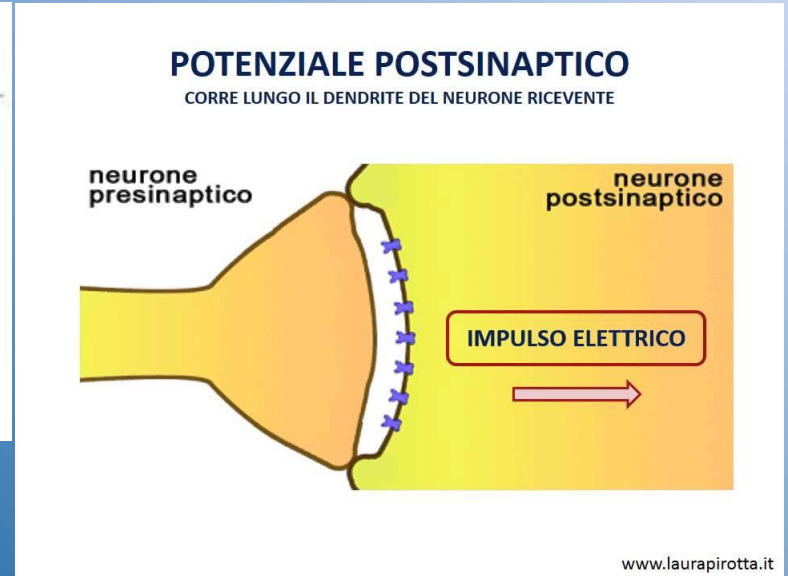 POTENZIALE POSTSINAPTICO
CORRE LUNGO IL DENDRITE DEL NEURONE RICEVENTE
neurone
presinaptico
neurone
postsinaptico
IMPULSO ELETTRICO
www.laurapirotta.it